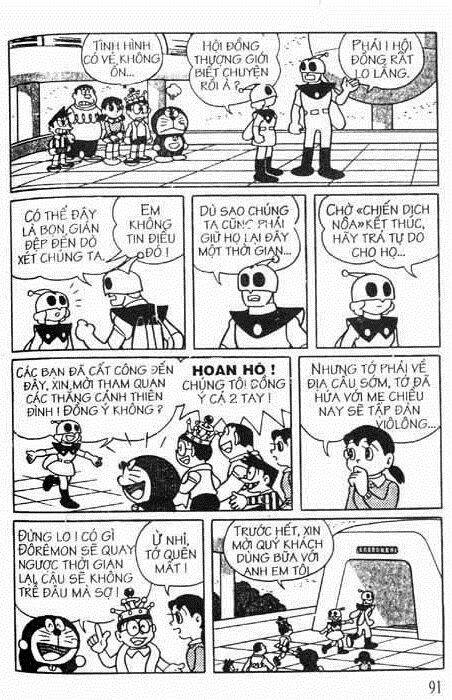 TÌNH HÌNH
CÓ VẺ KHÔNG
ỔN...
HỘI ĐỒNG
THƯỢNG GIỚI
BIẾT CHUYỆN
RỒI À?
PHẢI! HỘI
ĐỒNG RẤT
LO LẮNG.
CÓ THỂ ĐÂY
LÀ BỌN GIÁN
ĐIỆP ĐẾN DÒ
XÉT CHÚNG TA.
EM
KHÔNG
TIN ĐIỀU
ĐÓ!
DÙ SAO CHÚNG
TA CŨNG PHẢI
GIỮ HỌ LẠI ĐÂY
MỘT THỜI GIAN...
CHỜ «CHIẾN DỊCH
NÔA» KẾT THÚC,
HÃY TRẢ TỰ DO
CHO HỌ...
CÁC BẠN ĐÃ CẤT CÔNG ĐẾN
ĐÂY, XIN MỜI THAM QUAN
CÁC THẮNG CẢNH THIÊN
ĐÌNH! ĐỒNG Ý KHÔNG?
HOAN HÔ!
CHÚNG TÔI ĐỒNG
Ý CẢ 2 TAY!
NHƯNG TỚ PHẢI VỀ
ĐỊA CẦU SỚM, TỚ ĐÃ
HỨA VỚI MẸ CHIỀU
NAY SẼ TẬP ĐÀN
VIÔLÔNG...
ĐỪNG LO! CÓ GÌ
ĐÔRÊMON SẼ QUAY
NGƯỢC THỜI GIAN
LẠI, CẬU SẼ KHÔNG
TRỄ ĐÂU MÀ SỢ!
Ừ NHỈ,
TỚ QUÊN
MẤT!
TRƯỚC HẾT, XIN
MỜI QUÝ KHÁCH
DÙNG BỮA VỚI
ANH EM TÔI.
91